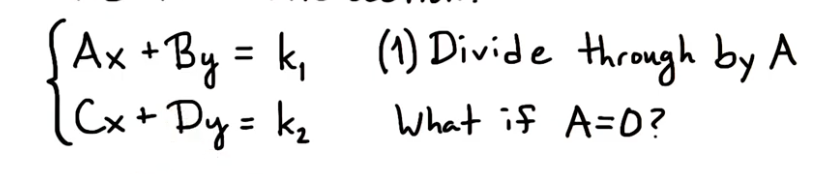 Ax + By = k₁ (1) Divide through by A
Cx + Dy = k₂ What if A=0?